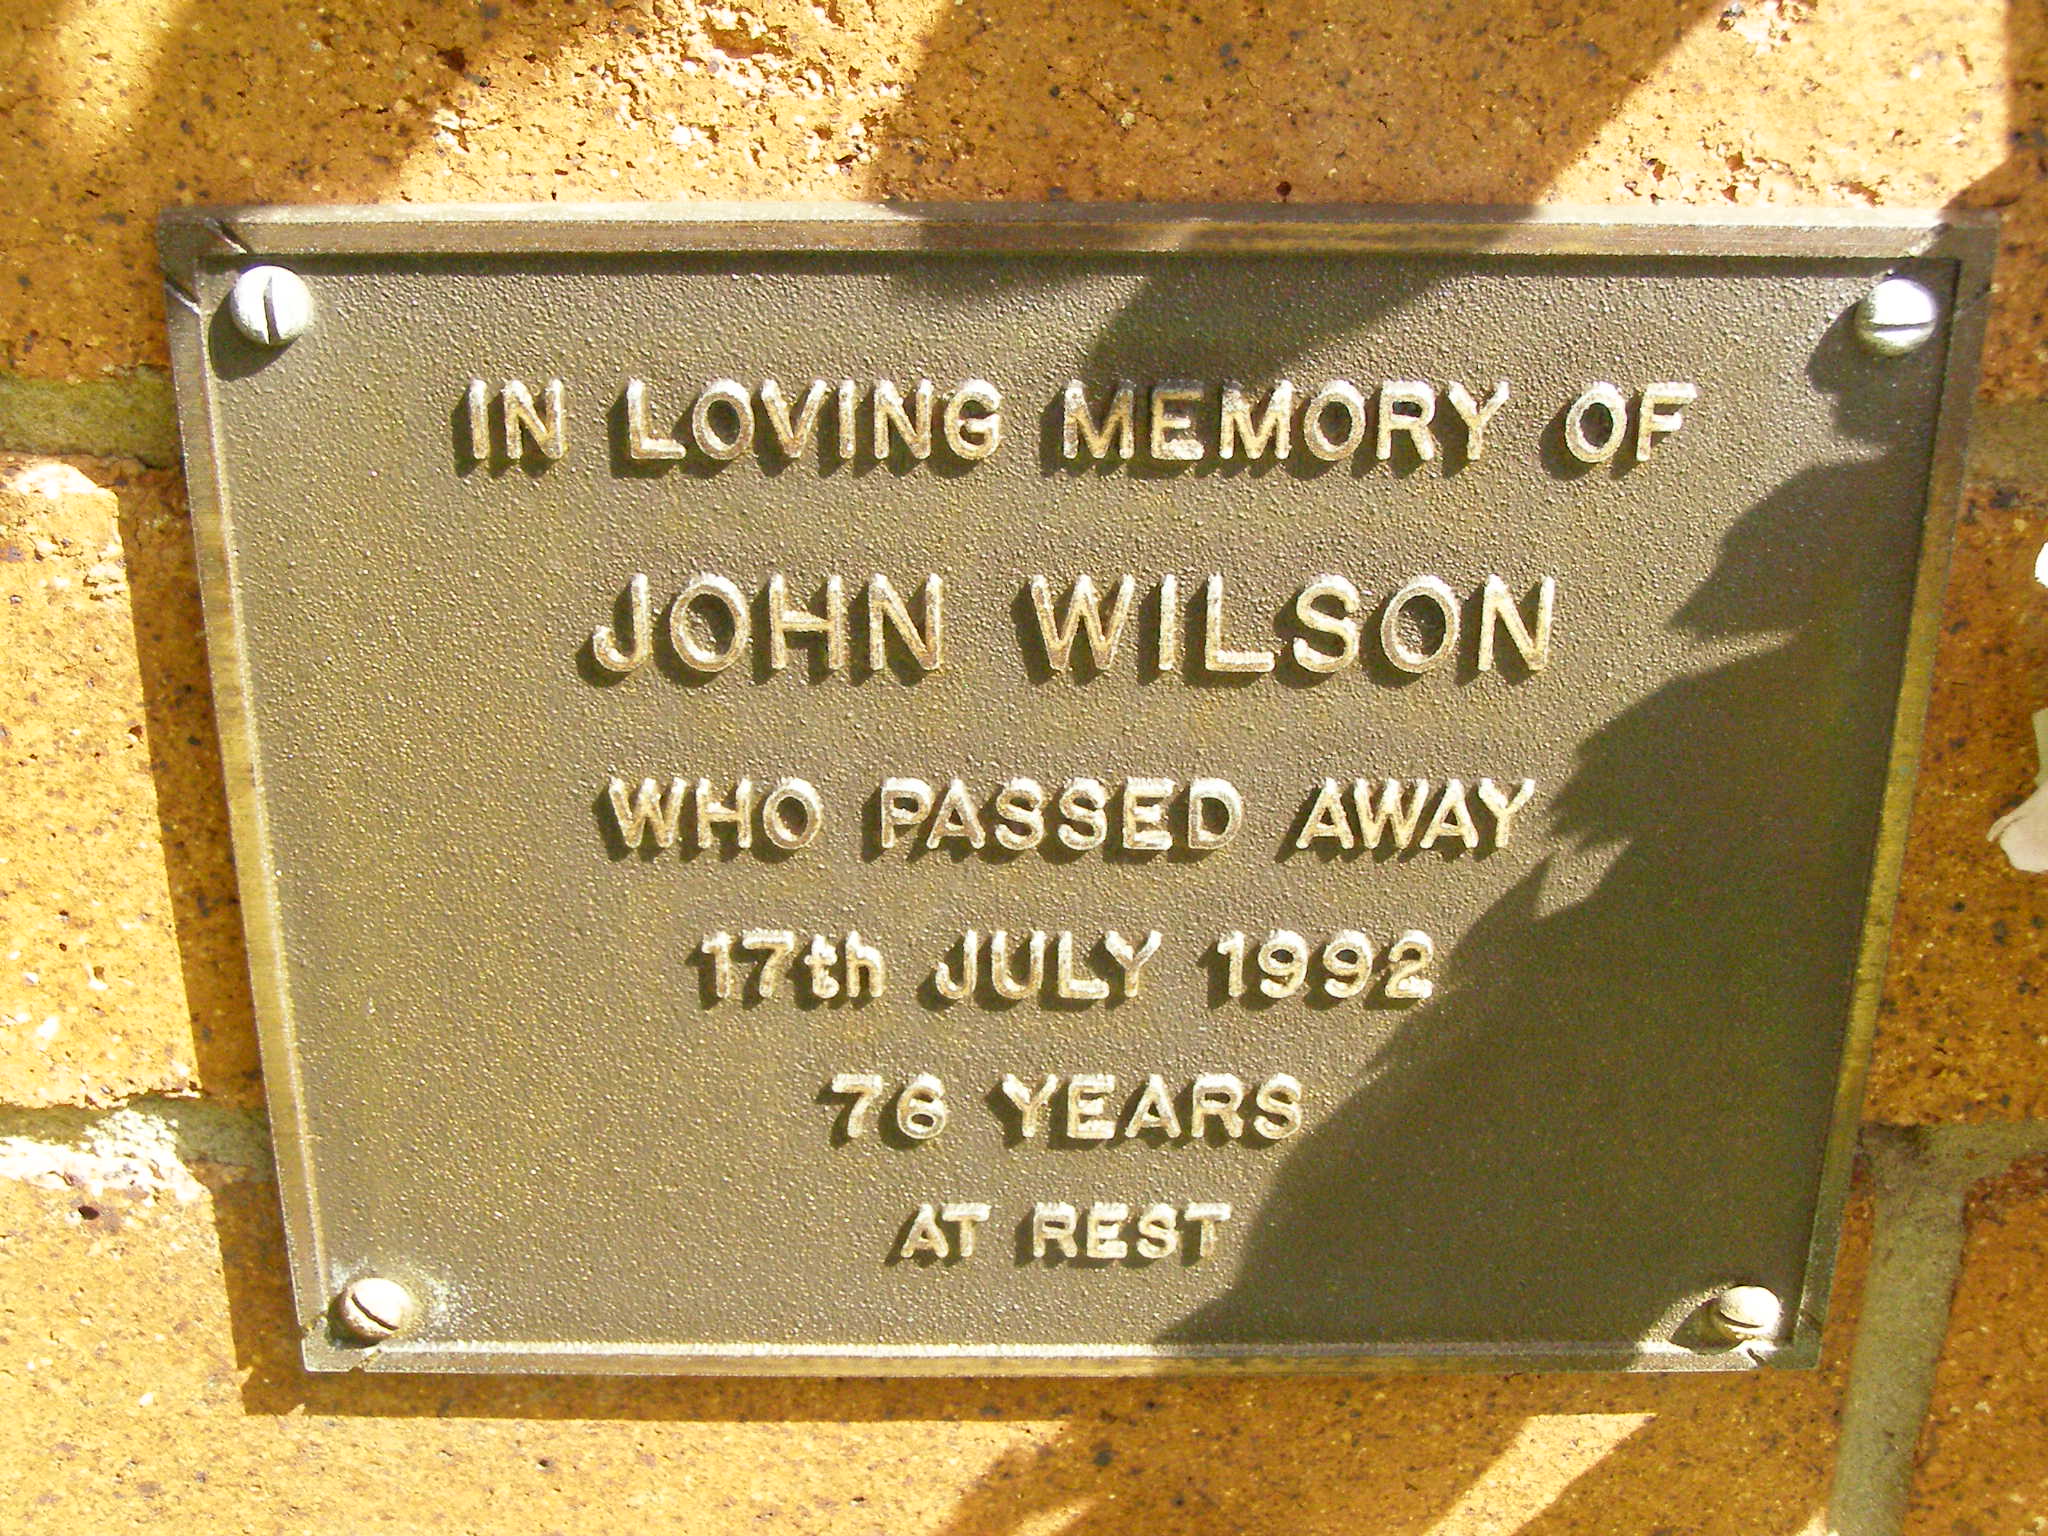 IN LOVING MEMORY OF
JOHN WILSON
WHO PASSED AWAY
17th JULY 1992
76 YEARS
AT REST